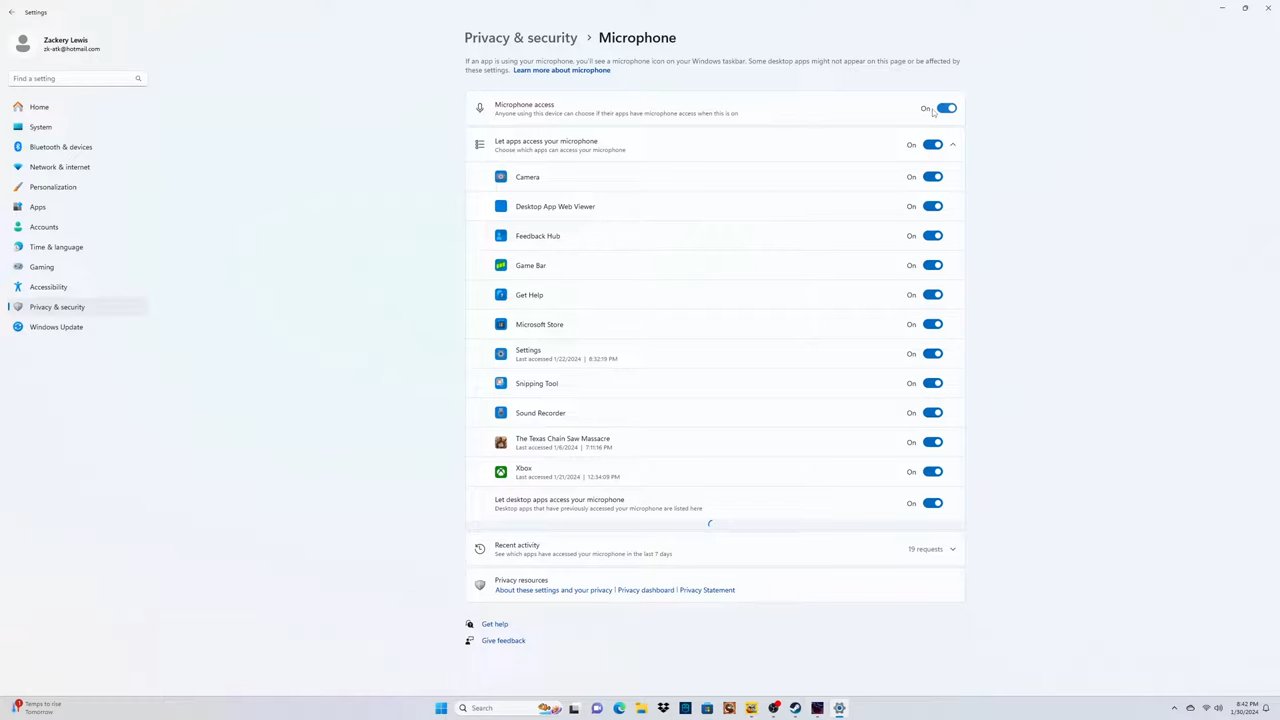 Settings
Zackery Lewis
zk-atk@hotmail.com
Find a setting
Home
System
Bluetooth & devices
Network & internet
Personalization
Apps
Accounts
Time & language
Gaming
Accessibility
Privacy & security
Windows Update
Privacy & security › Microphone
If an app is using your microphone, you'll see a microphone icon on your Windows taskbar. Some desktop apps might not appear on this page or be affected by
these settings. Learn more about microphone
Microphone access
Anyone using this device can choose if their apps have microphone access when this is on
On
Let apps access your microphone
Choose which apps can access your microphone
On
Camera
On
Desktop App Web Viewer
On
Feedback Hub
On
Game Bar
On
Get Help
On
Microsoft Store
On
Settings
Last accessed 1/22/2024 | 8:32:19 PM
On
Snipping Tool
On
Sound Recorder
On
The Texas Chain Saw Massacre
Last accessed 1/6/2024 | 7:11:16 PM
On
Xbox
Last accessed 1/21/2024 | 12:34:09 PM
On
Let desktop apps access your microphone
Desktop apps that have previously accessed your microphone are listed here
On
Recent activity
See which apps have accessed your microphone in the last 7 days
19 requests
Privacy resources
About these settings and your privacy | Privacy dashboard | Privacy Statement
Get help
Give feedback
1
Temps to rise
Tomorrow
Search
8:42 PM
1/30/2024